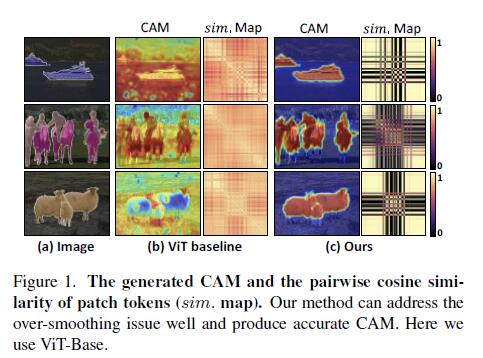 CAM sim. Map CAM sim. Map
1
0
1
0
1
0
(a) Image (b) ViT baseline (c) Ours
Figure 1. The generated CAM and the pairwise cosine simi-
larity of patch tokens (sim. map). Our method can address the
over-smoothing issue well and produce accurate CAM. Here we
use ViT-Base.